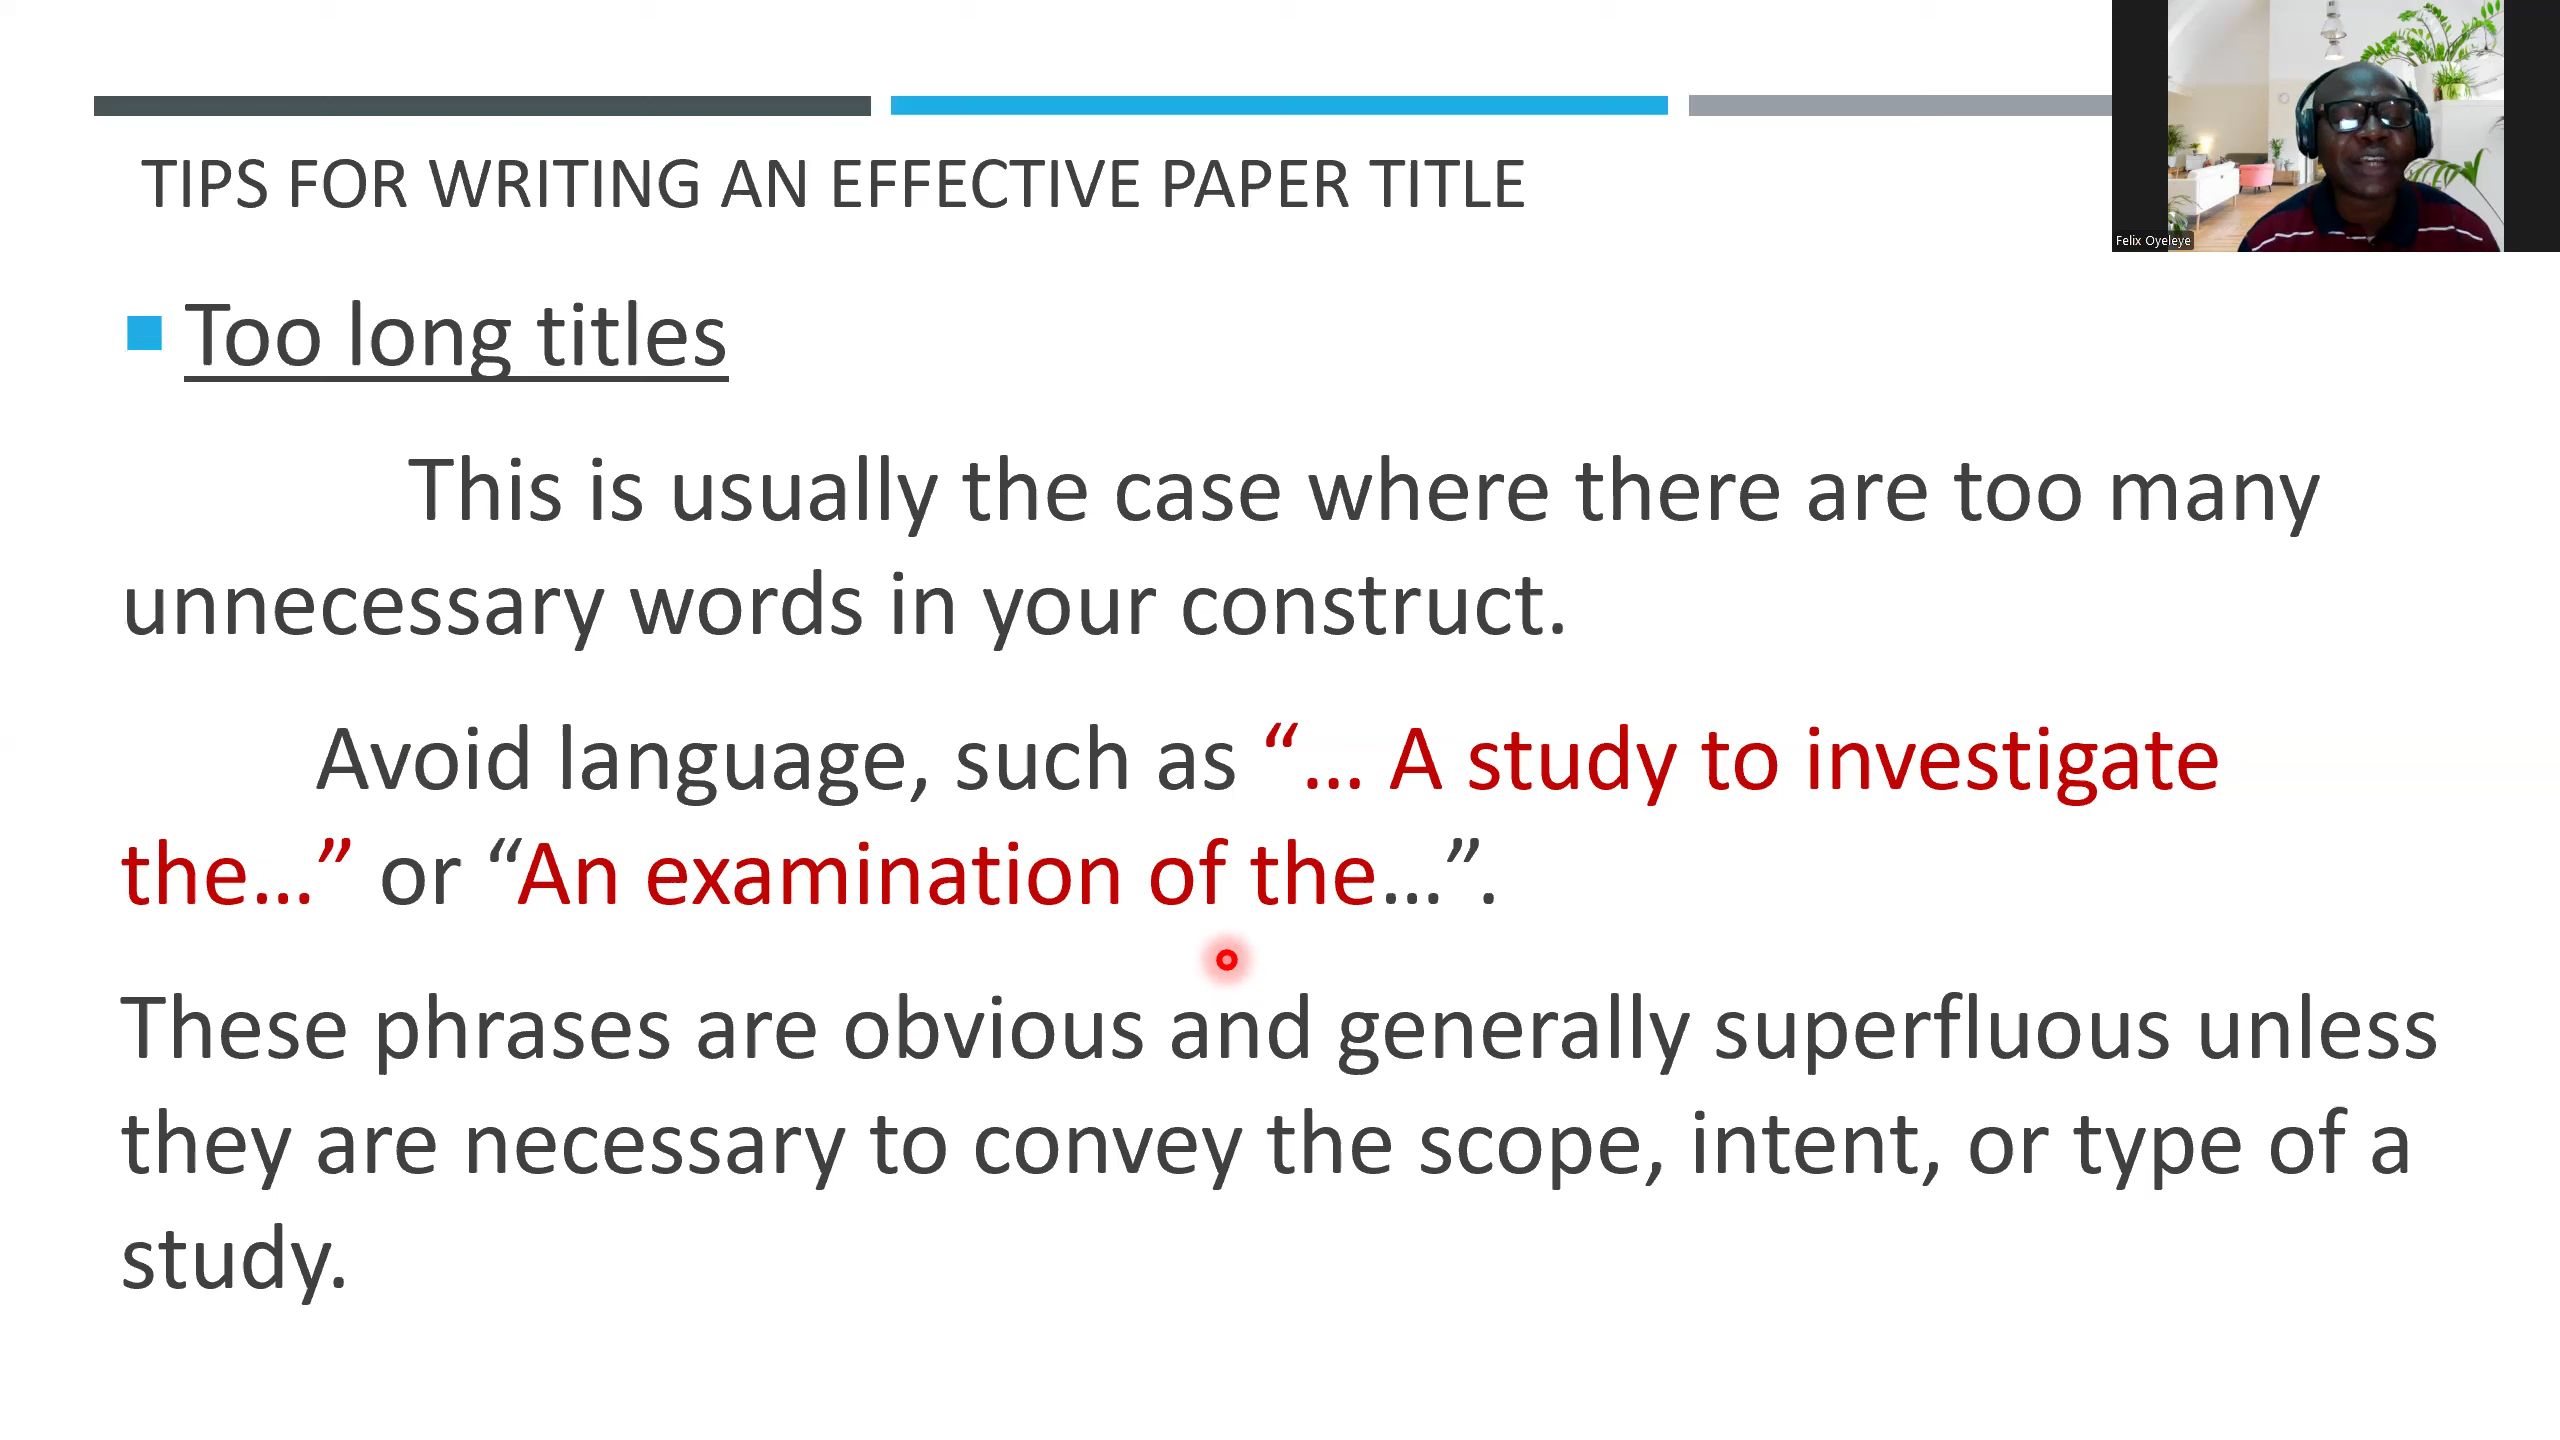 TIPS FOR WRITING AN EFFECTIVE PAPER TITLE
Felix Oyeleye
Too long titles
This is usually the case where there are too many
unnecessary words in your construct.
Avoid language, such as “… A study to investigate
the…” or “An examination of the…”.
These phrases are obvious and generally superfluous unless
they are necessary to convey the scope, intent, or type of a
study.